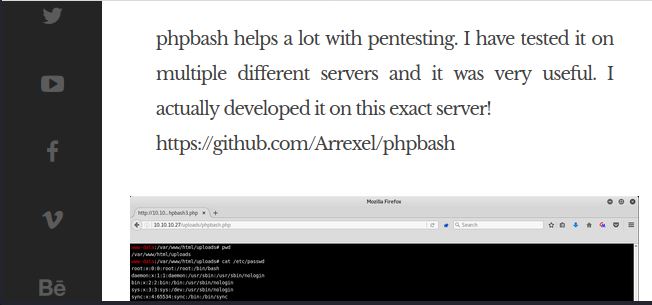 phpbash helps a lot with pentesting. I have tested it on
multiple different servers and it was very useful. I
actually developed it on this exact server!
https://github.com/Arrexel/phpbash
Bē
Mozilla Firefox
http://10.10...hpbash3.php
10.10.10.27/uploads/phpbash.php
Search
www-data:/var/www/html/uploads# pwd
/var/www/html/uploads
www-data:/var/www/html/uploads# cat /etc/passwd
root:x:0:0:root:/root:/bin/bash
daemon:x:1:1:daemon:/usr/sbin:/usr/sbin/nologin
bin:x:2:2:bin:/bin:/usr/sbin/nologin
sys:x:3:3:sys:/dev:/usr/sbin/nologin
sync:x:4:65534:sync:/bin:/bin/sync